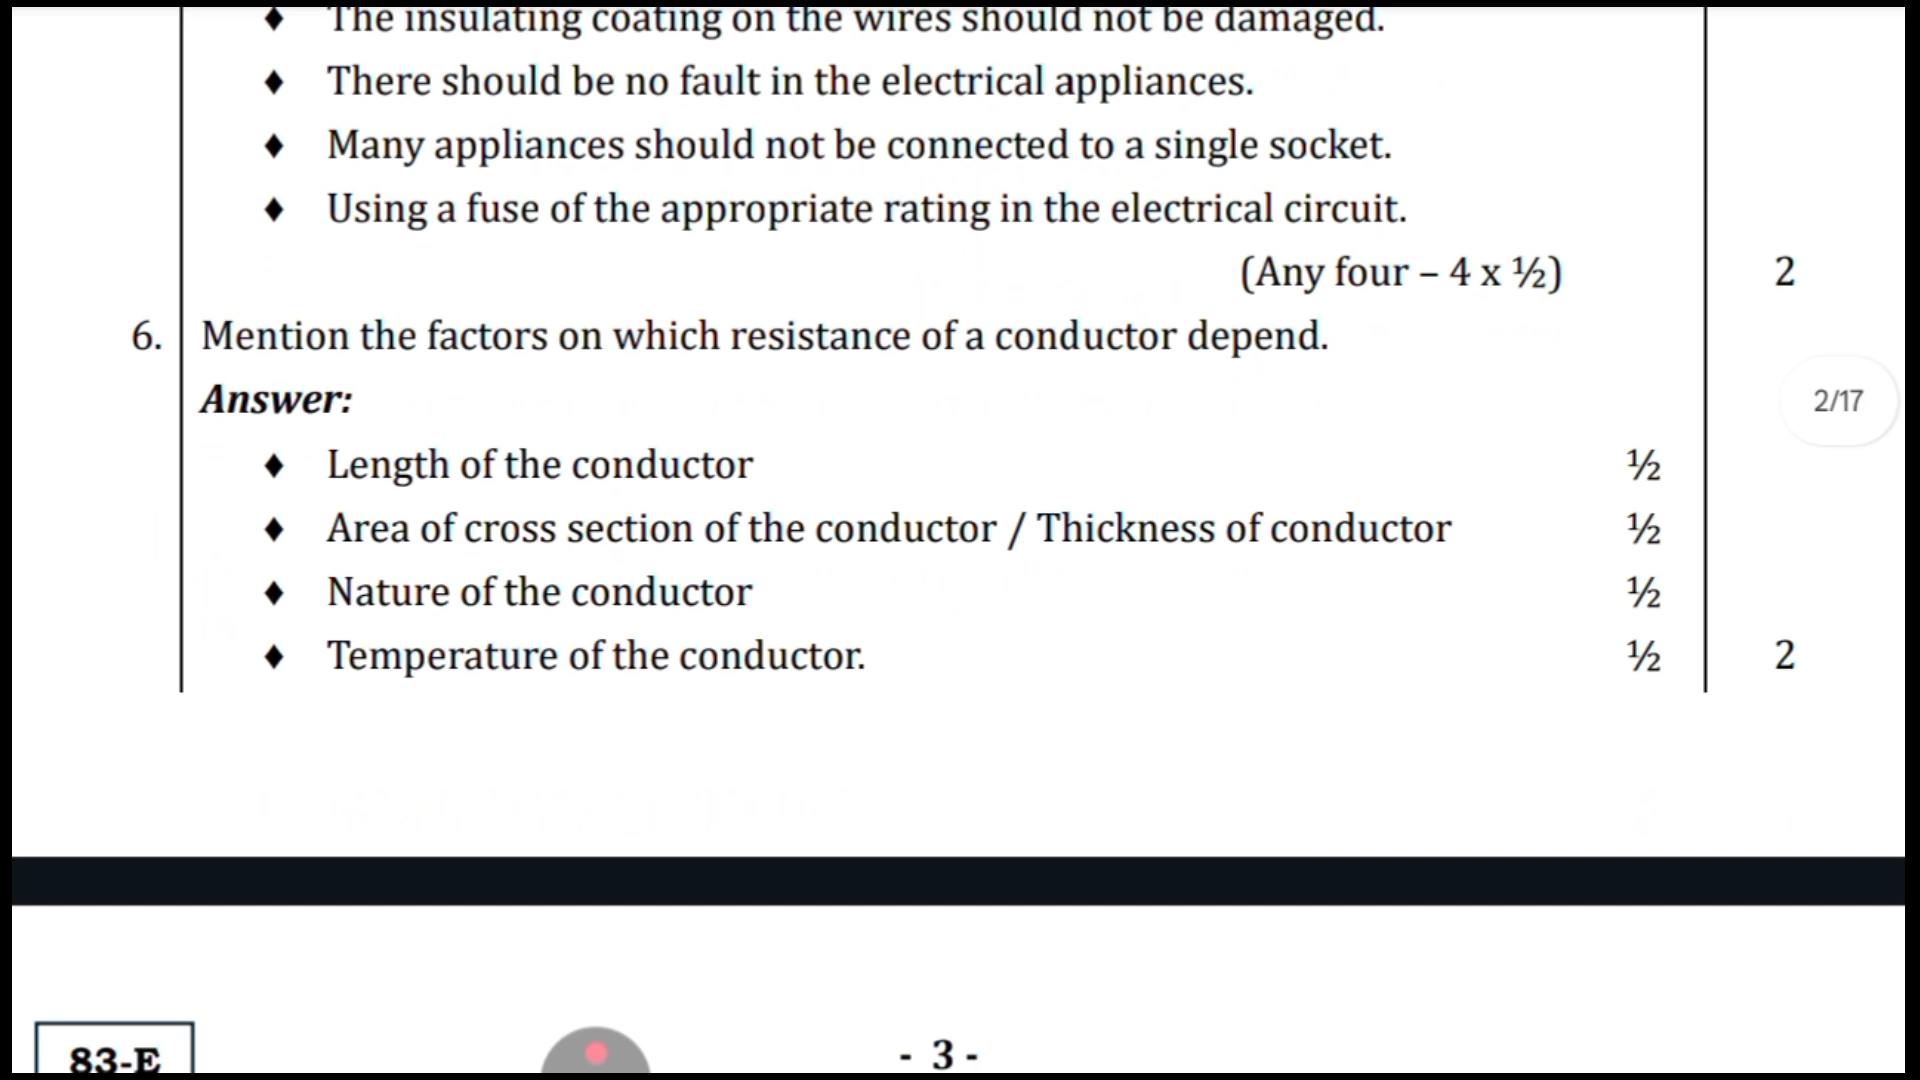 ♦ The insulating coating on the wires should not be damaged.
♦ There should be no fault in the electrical appliances.
♦ Many appliances should not be connected to a single socket.
♦ Using a fuse of the appropriate rating in the electrical circuit.
(Any four – 4 x ½) 2
6. Mention the factors on which resistance of a conductor depend.
Answer:
2/17
♦ Length of the conductor ½
♦ Area of cross section of the conductor / Thickness of conductor ½
♦ Nature of the conductor ½
♦ Temperature of the conductor. ½ 2
83-E - 3 -